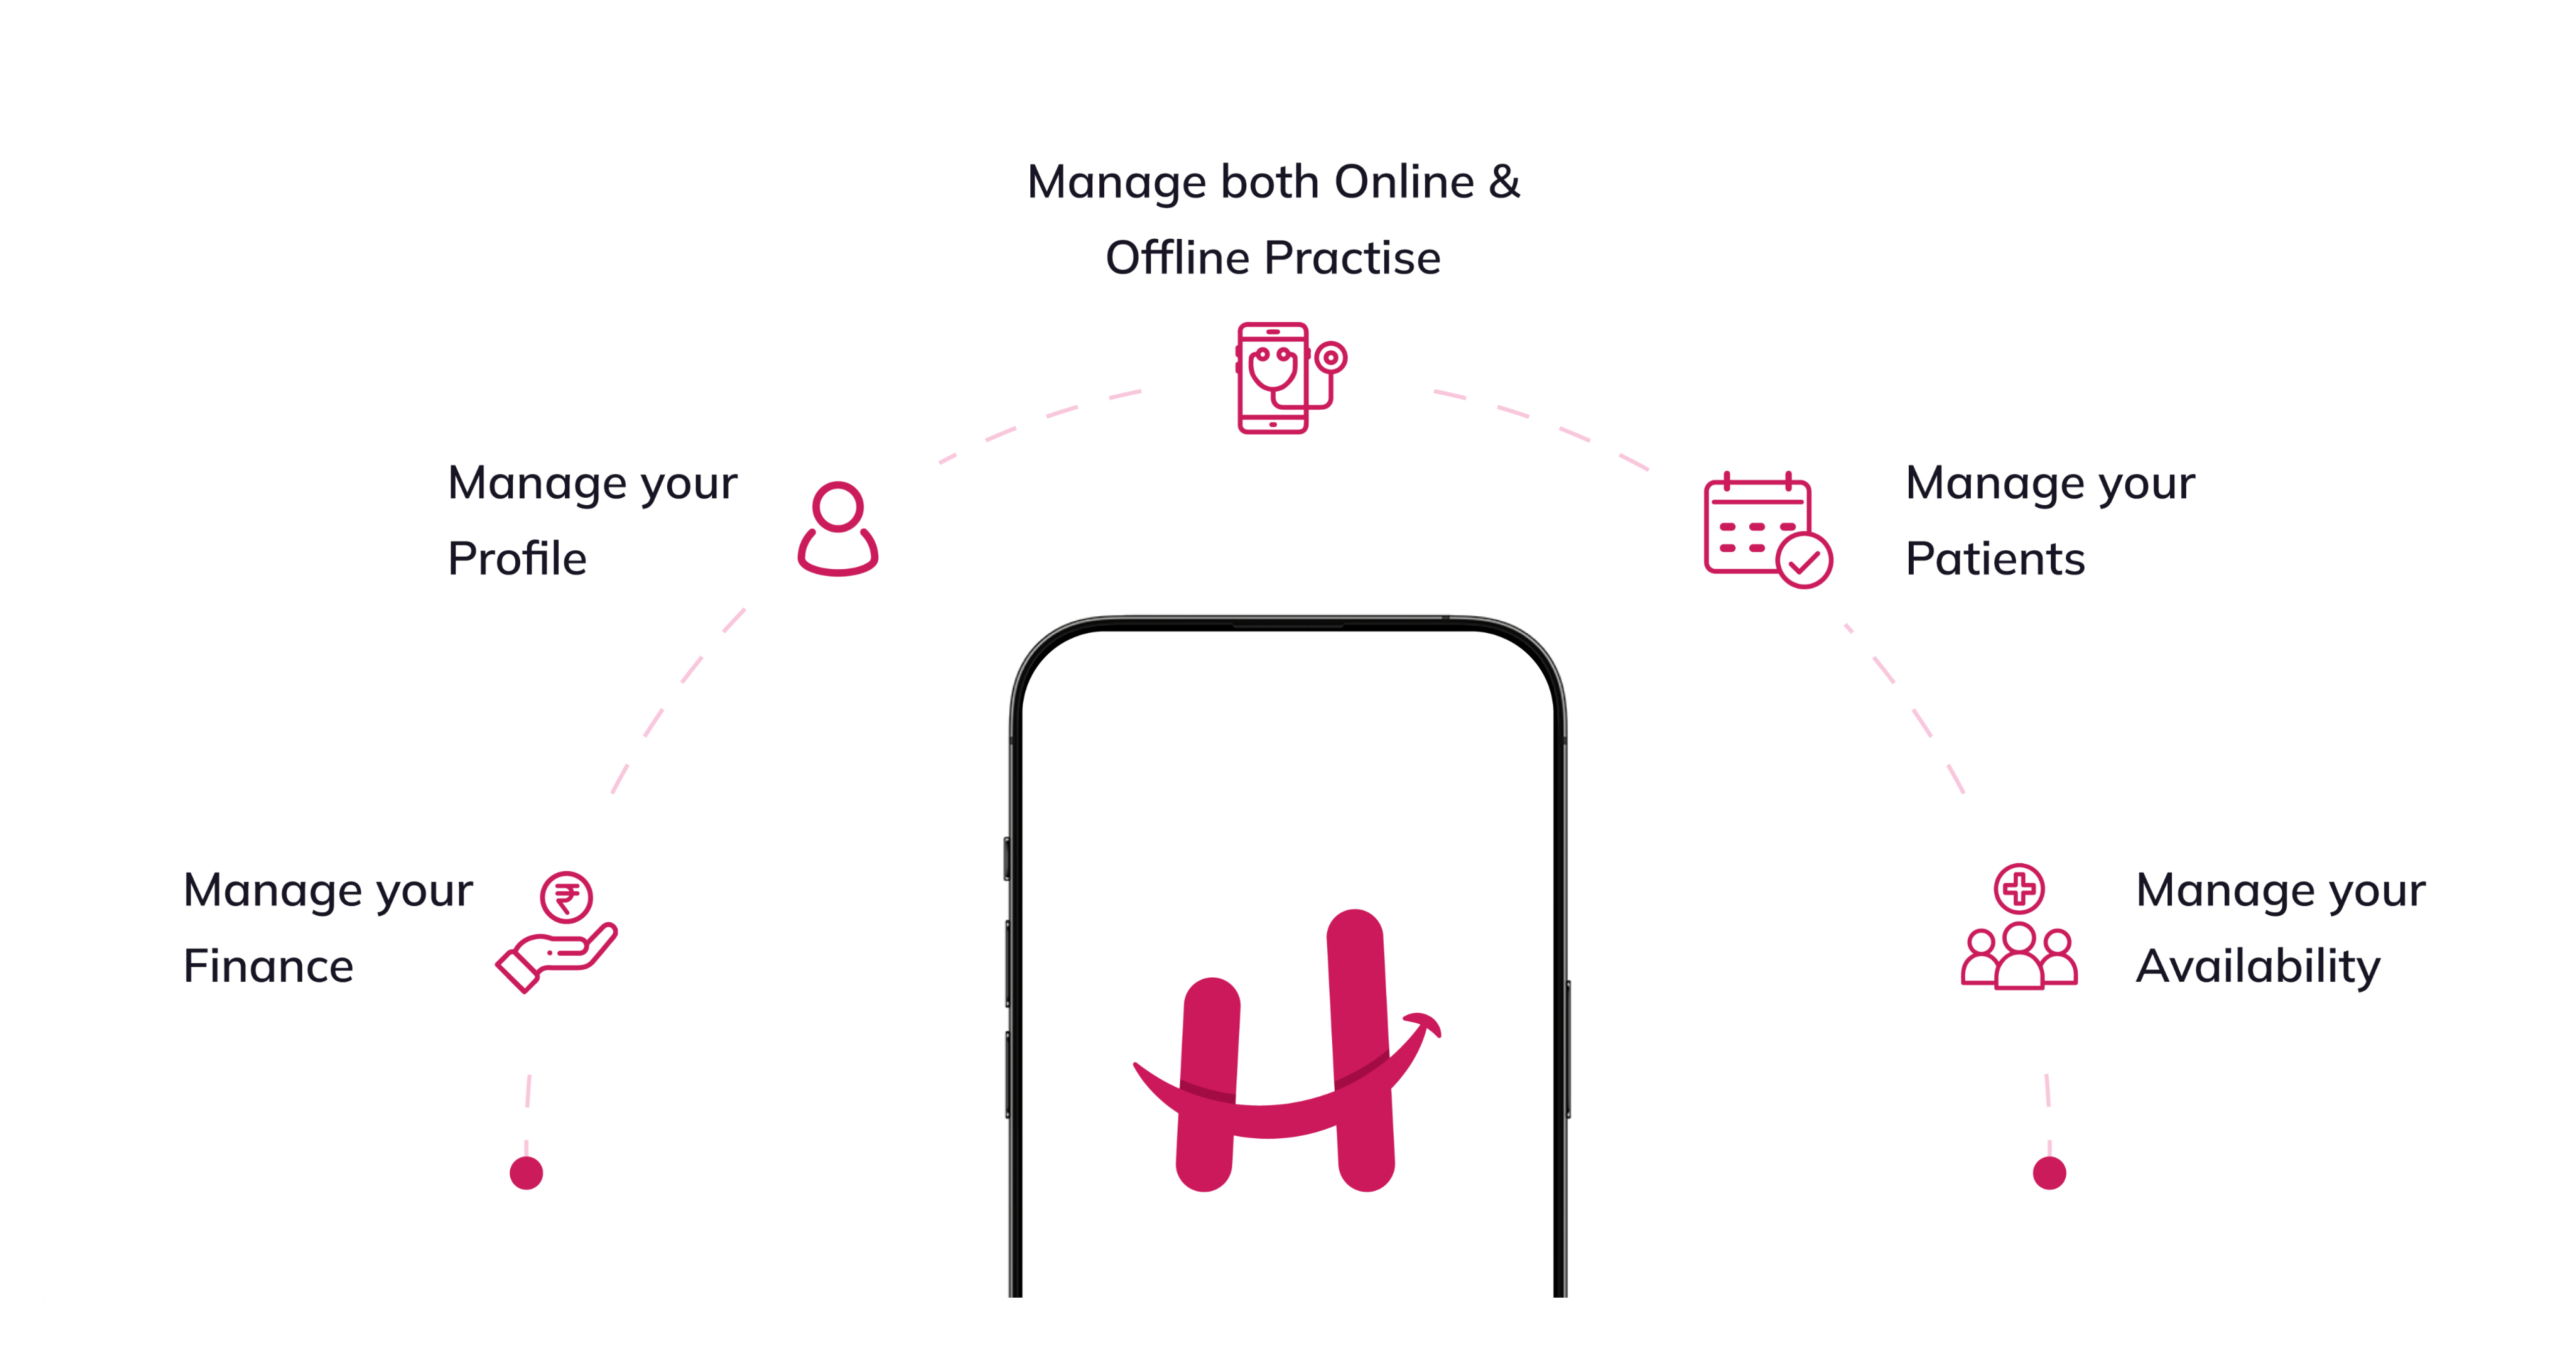 Manage both Online &
Offline Practise
Manage your
Profile
Manage your
Patients
Manage your
Finance
₹
Manage your
Availability